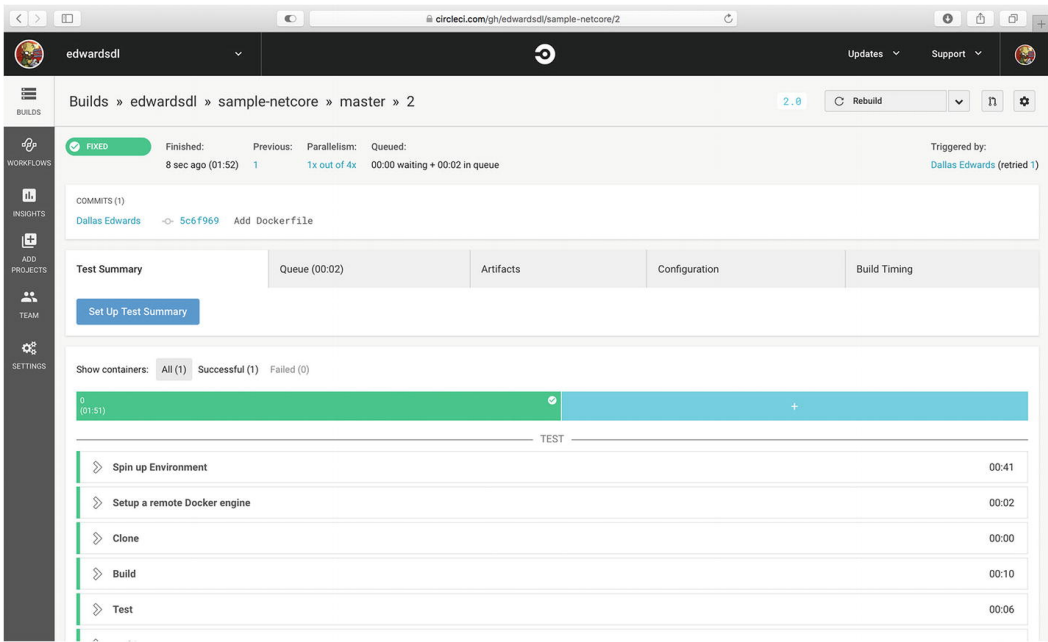 circleci.com/gh/edwardsdl/sample-netcore/2
edwardsdl
Updates
Support
BUILDS
Builds » edwardsdl » sample-netcore » master » 2
2.0
Rebuild
WORKFLOWS
FIXED
Finished:
8 sec ago (01:52)
Previous:
1
Parallelism:
1x out of 4x
Queued:
00:00 waiting + 00:02 in queue
Triggered by:
Dallas Edwards (retried 1)
INSIGHTS
COMMITS (1)
Dallas Edwards 5c6f969 Add Dockerfile
ADD
PROJECTS
Test Summary
Queue (00:02)
Artifacts
Configuration
Build Timing
TEAM
Set Up Test Summary
SETTINGS
Show containers: All (1) Successful (1) Failed (0)
0
(01:51)
+
TEST
Spin up Environment 00:41
Setup a remote Docker engine 00:02
Clone 00:00
Build 00:10
Test 00:06